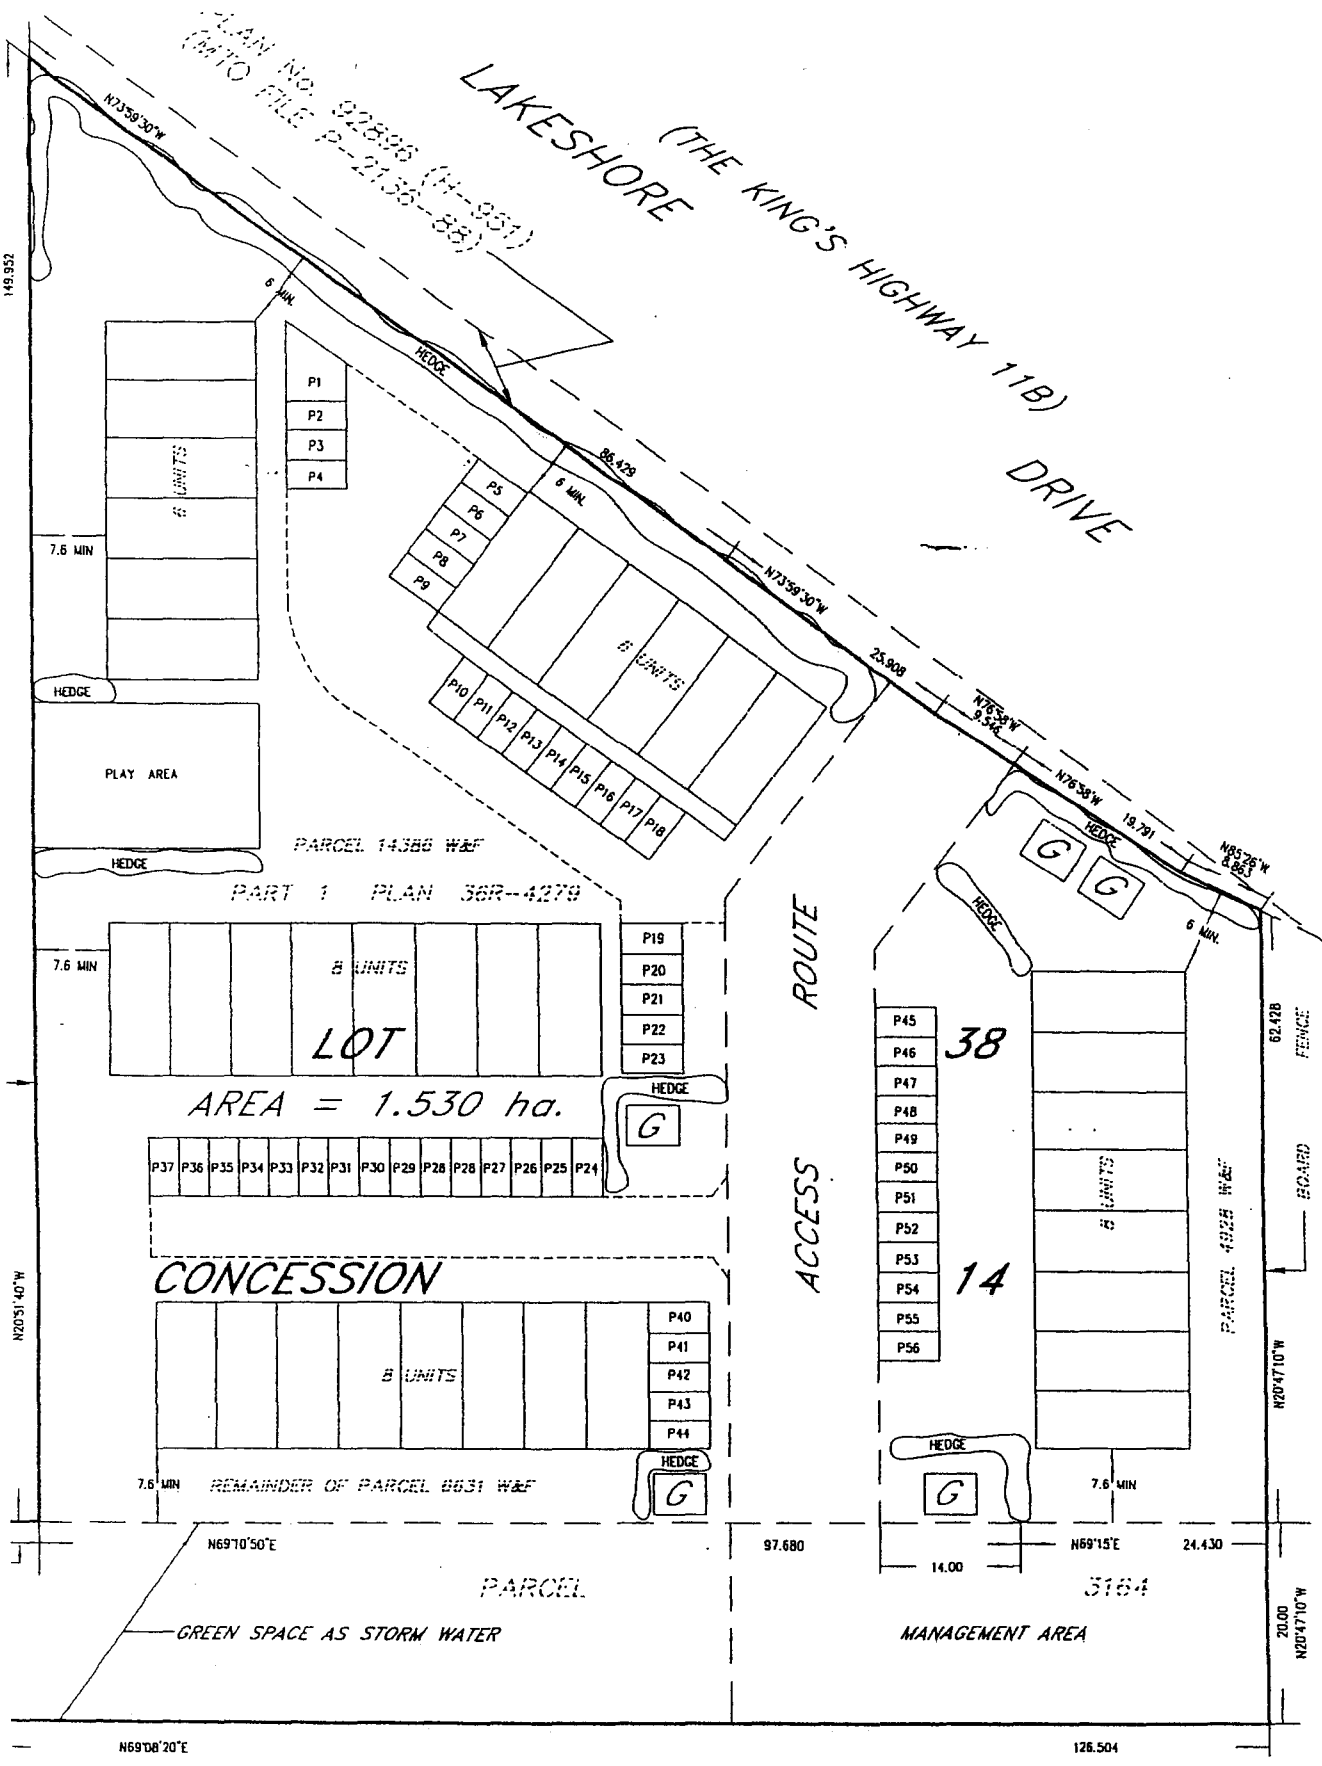 PLAN No. 92896 (H-951)
(MTO FILE P-2136-88)
LAKESHORE
(THE KING'S HIGHWAY 11B)
DRIVE
N73°59'30"W
149.952
6 MIN.
HEDGE
86.429
6 MIN.
N73°59'30"W
25.908
N76°58'W
9.546
N76°58'W
19.791
N85°26'W
8.863
P1
P2
P3
P4
6 UNITS
7.6 MIN
P5
P6
P7
P8
P9
6 UNITS
P10 P11 P12 P13 P14 P15 P16 P17 P18
HEDGE
PLAY AREA
HEDGE
PARCEL 14386 W&F
PART 1 PLAN 36R-4279
HEDGE
G
G
HEDGE
6 MIN.
7.6 MIN
8 UNITS
P19
P20
P21
P22
P23
LOT
38
AREA = 1.530 ha.
HEDGE
G
ACCESS ROUTE
P45
P46
P47
P48
P49
P50
P51
P52
P53
P54
P55
P56
8 UNITS
PARCEL 4928 W&F
62.428
BOARD FENCE
P37 P36 P35 P34 P33 P32 P31 P30 P29 P28 P28 P27 P26 P25 P24
CONCESSION
14
N20°51'40"W
8 UNITS
P40
P41
P42
P43
P44
N20°47'10"W
HEDGE
G
HEDGE
G
7.6 MIN
REMAINDER OF PARCEL 6631 W&F
7.6 MIN
N69°10'50"E
97.680
14.00
N69°15'E
24.430
PARCEL
3164
GREEN SPACE AS STORM WATER
MANAGEMENT AREA
20.00
N20°47'10"W
N69°08'20"E
126.504